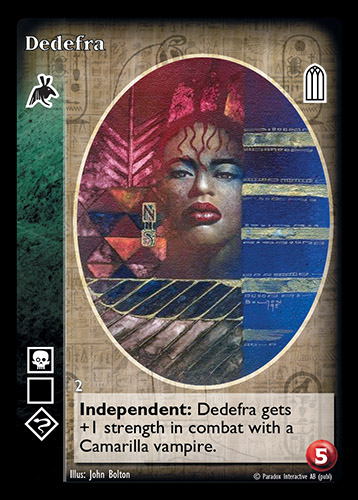 Dedefra
N
S
2
Independent: Dedefra gets
+1 strength in combat with a
Camarilla vampire.
5
Illus: John Bolton
© Paradox Interactive AB (publ)